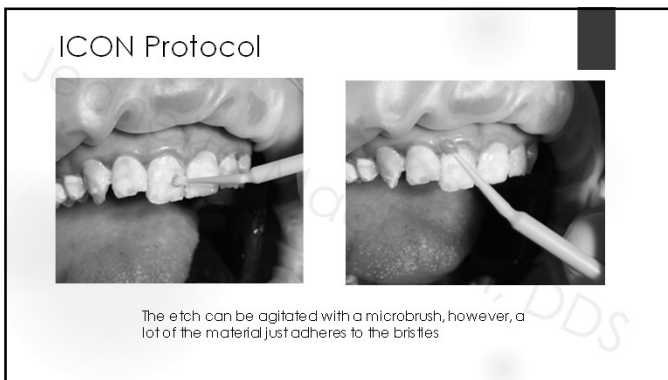 ICON Protocol
The etch can be agitated with a microbrush, however, a
lot of the material just adheres to the bristles
DDS